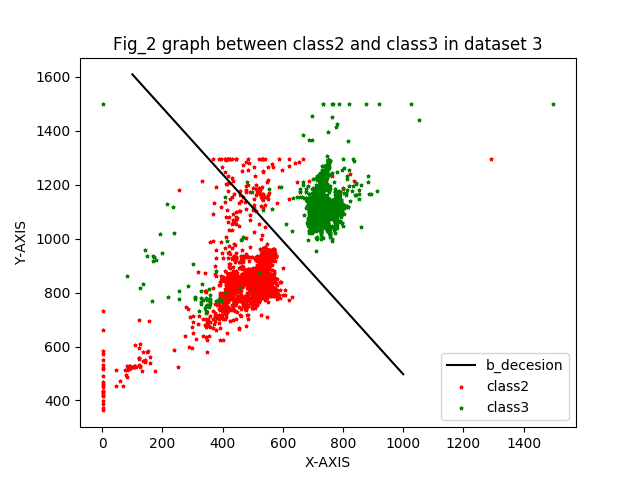 Fig_2 graph between class2 and class3 in dataset 3
1600
1400
1200
1000
800
600
400
Y-AXIS
0 200 400 600 800 1000 1200 1400
X-AXIS
b_decesion
class2
class3